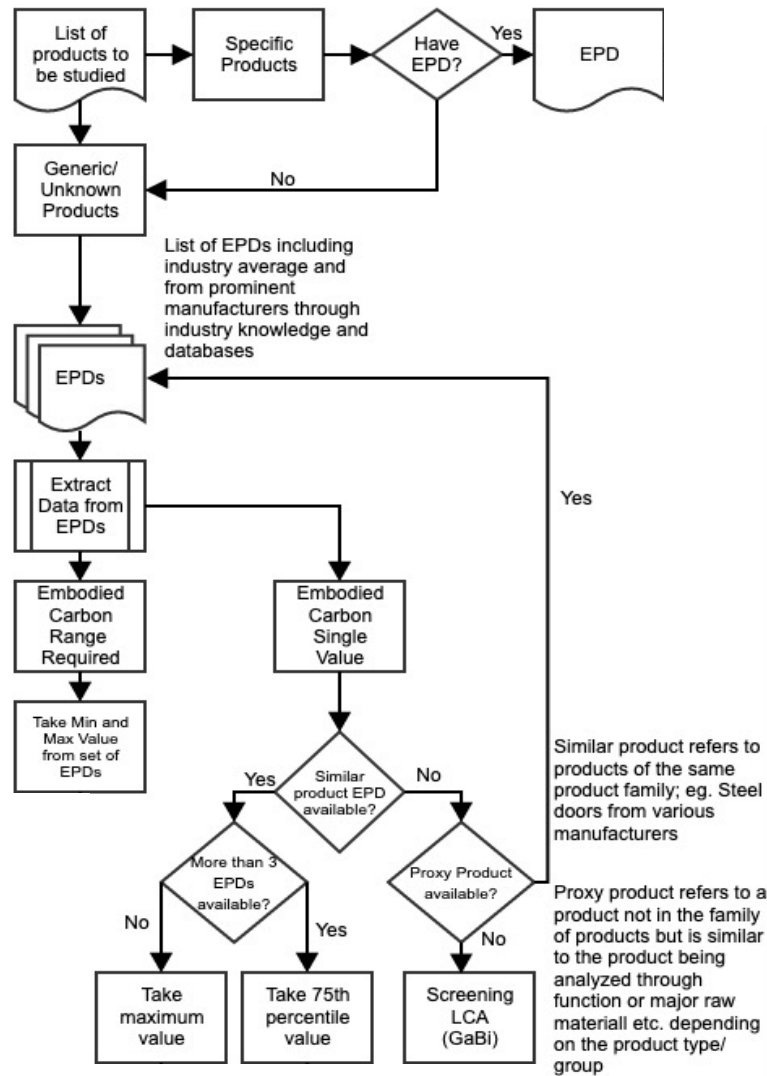 List of
products to
be studied
Specific
Products
Have
EPD?
Yes
EPD
No
Generic/
Unknown
Products
List of EPDs including
industry average and
from prominent
manufacturers through
industry knowledge and
databases
EPDs
Extract
Data from
EPDs
Yes
Embodied
Carbon
Range
Required
Embodied
Carbon
Single
Value
Take Min and
Max Value
from set of
EPDs
Similar
product EPD
available?
Yes
No
Similar product refers to
products of the same
product family; eg. Steel
doors from various
manufacturers
More than 3
EPDs
available?
Proxy Product
available?
No
Yes
No
Proxy product refers to a
product not in the family
of products but is similar
to the product being
analyzed through
function or major raw
materiall etc. depending
on the product type/
group
Take
maximum
value
Take 75th
percentile
value
Screening
LCA
(GaBi)